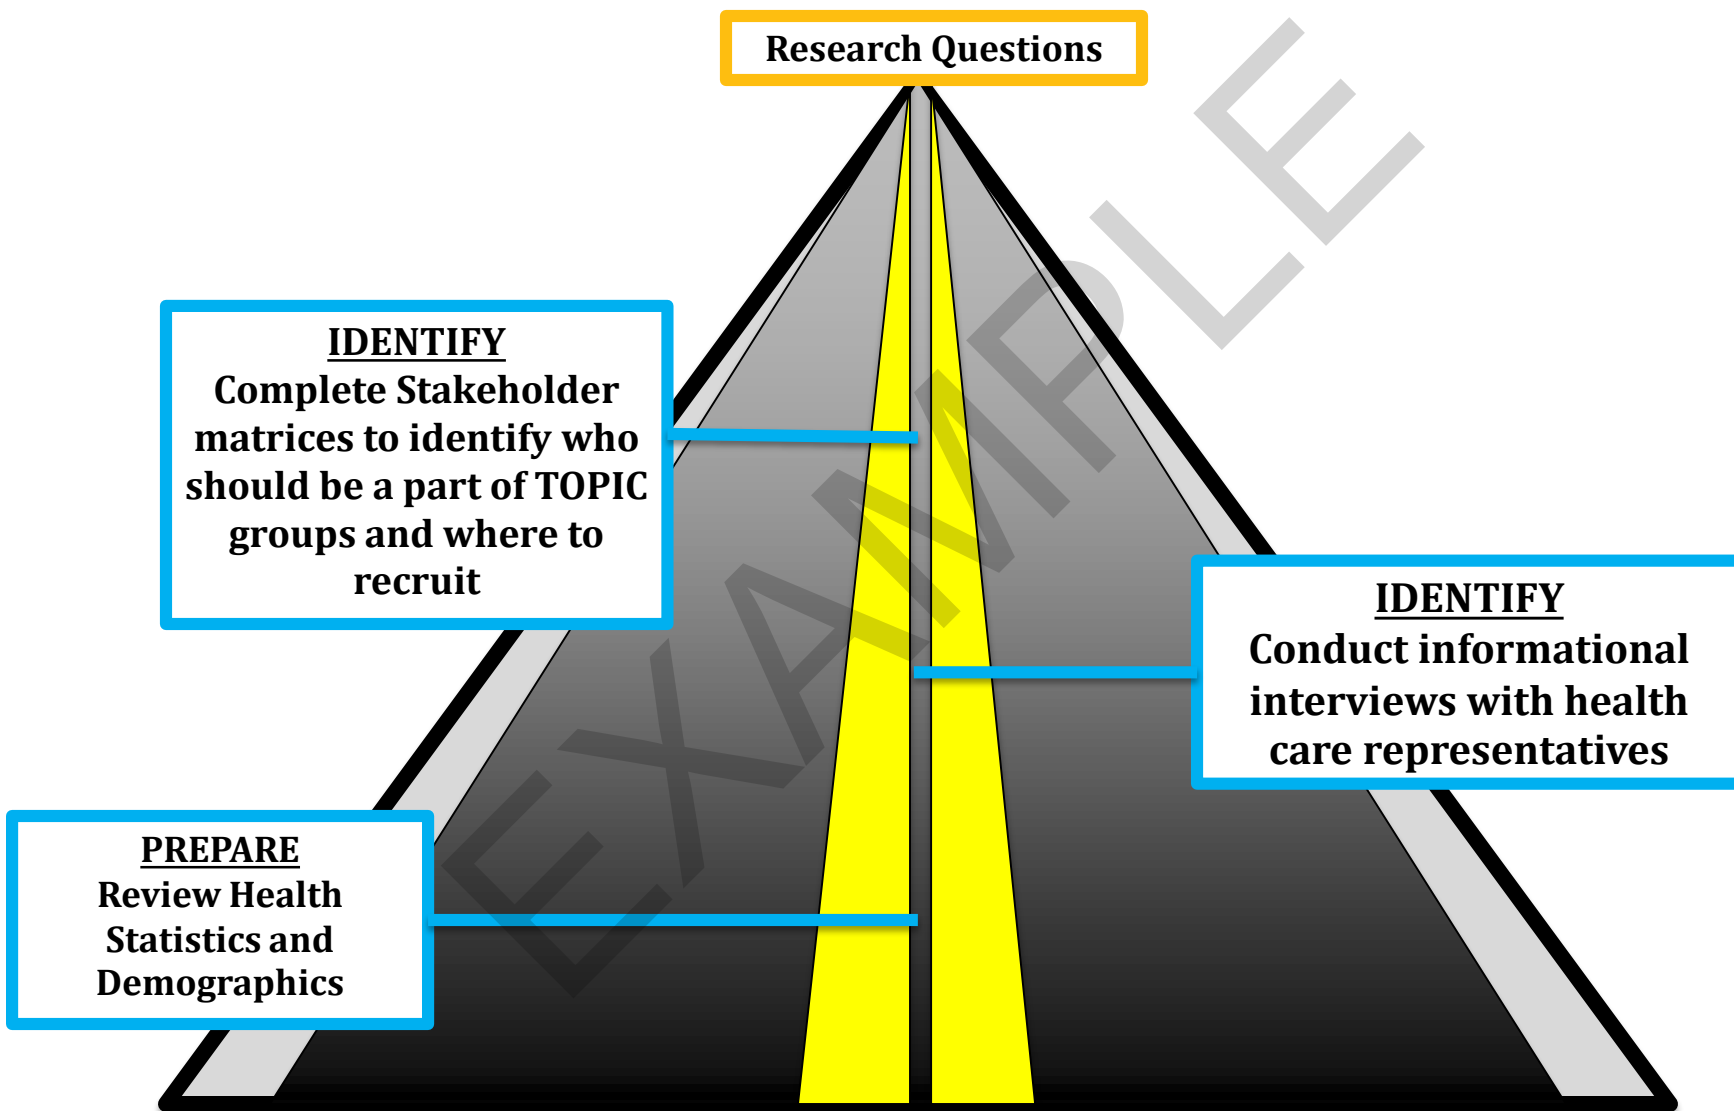 Research Questions
IDENTIFY
Complete Stakeholder
matrices to identify who
should be a part of TOPIC
groups and where to
recruit
IDENTIFY
Conduct informational
interviews with health
care representatives
PREPARE
Review Health
Statistics and
Demographics
EXAMPLE